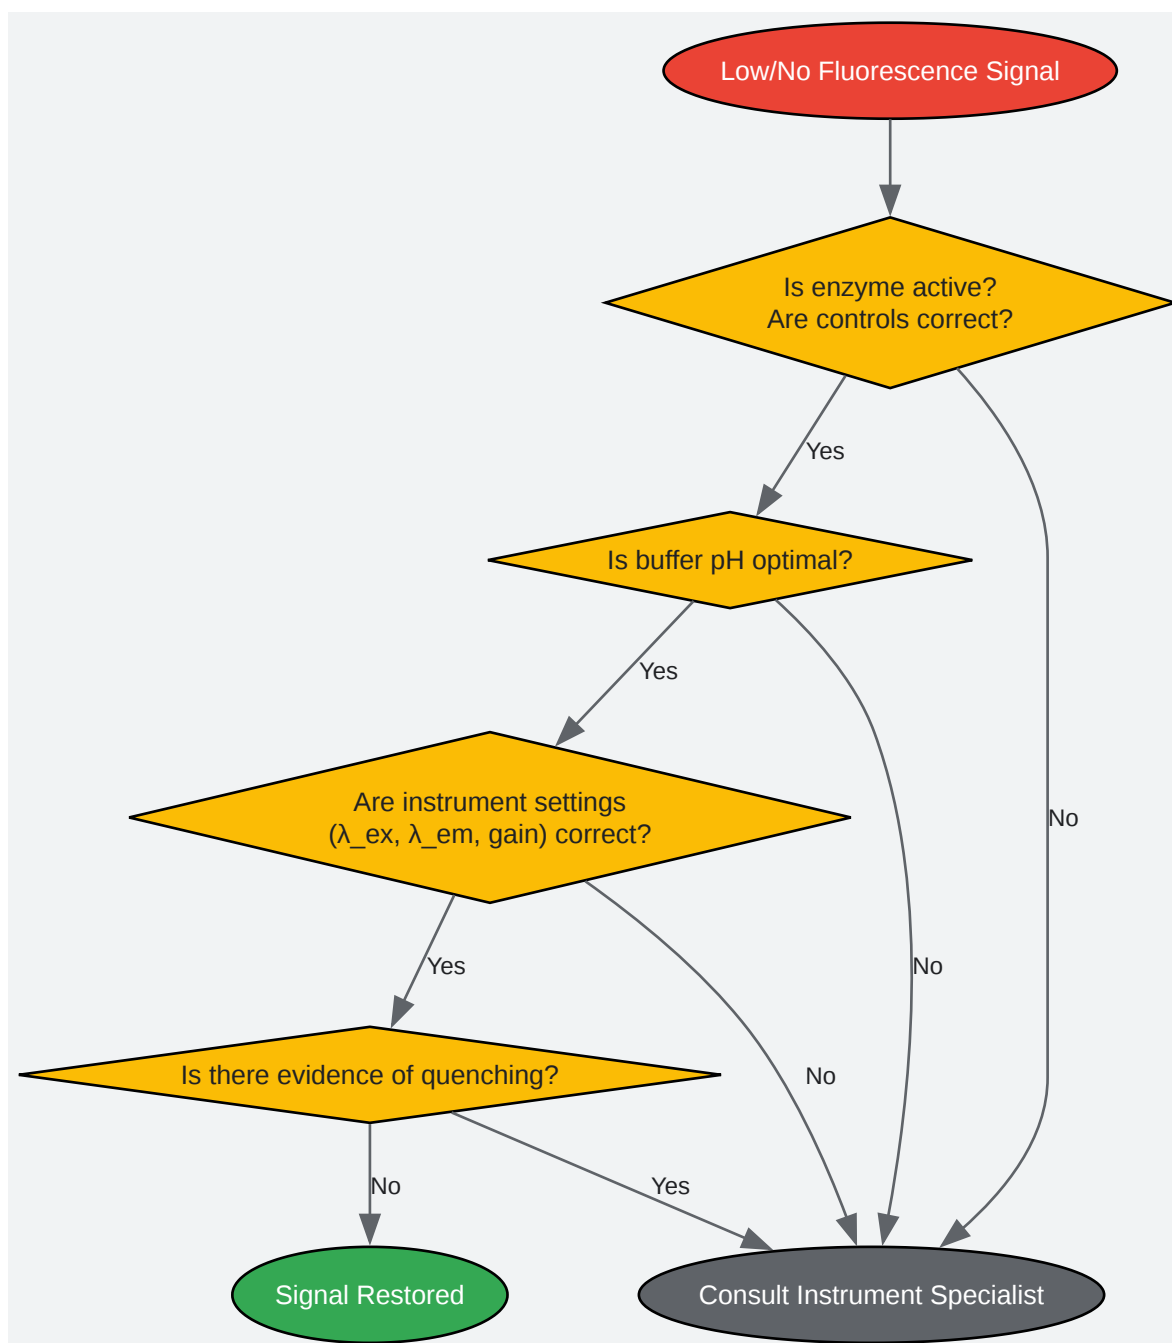 Low/No Fluorescence Signal
Is enzyme active?
Are controls correct?
Yes
Is buffer pH optimal?
Yes
Are instrument settings
(λ_ex, λ_em, gain) correct?
No
Yes
No
Is there evidence of quenching?
No
No
Yes
Signal Restored
Consult Instrument Specialist